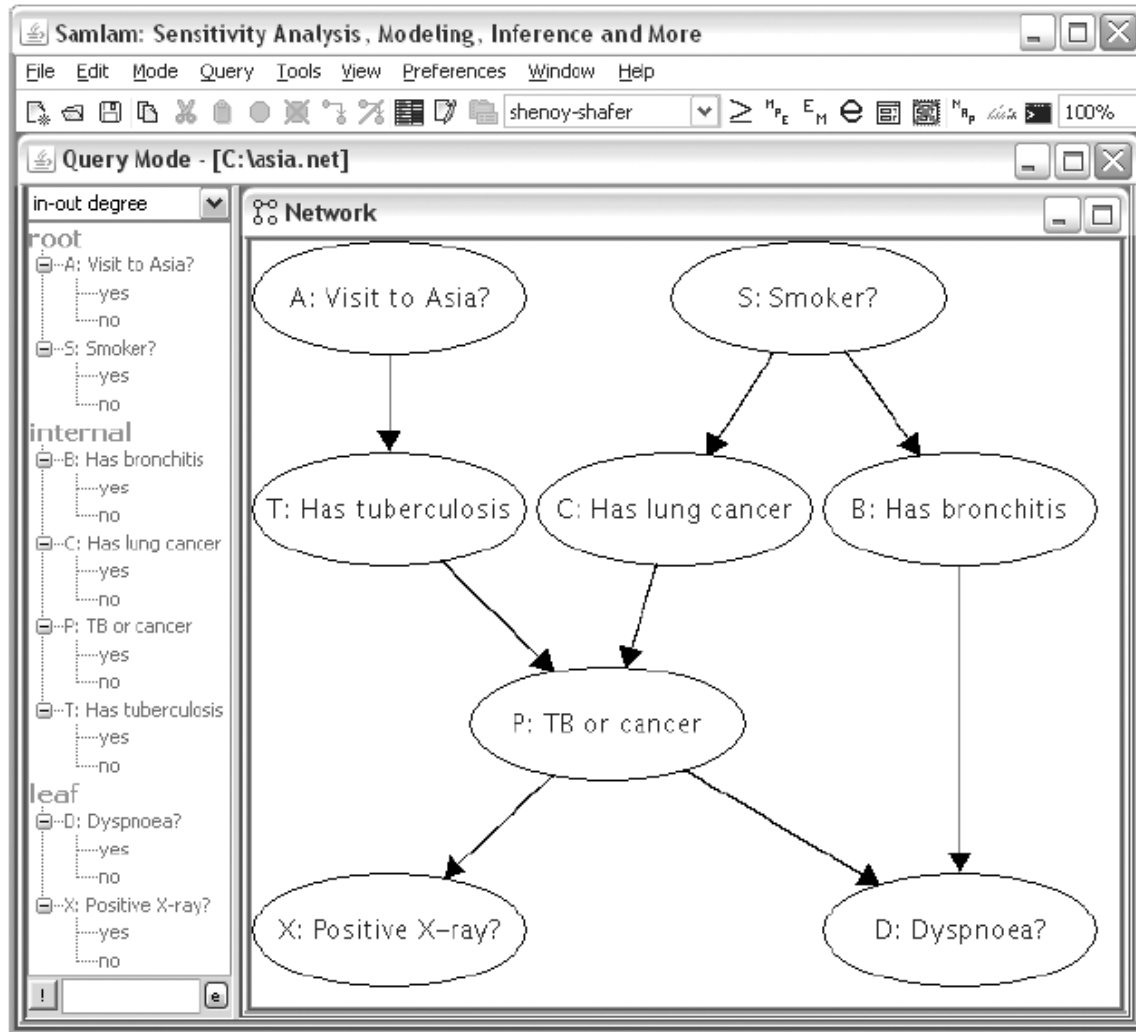 Samlam: Sensitivity Analysis, Modeling, Inference and More
File Edit Mode Query Tools View Preferences Window Help
shenoy-shafer ≥ MPE EM e MAP 100%
Query Mode - [C:\asia.net]
in-out degree
root
A: Visit to Asia?
yes
no
S: Smoker?
yes
no
internal
B: Has bronchitis
yes
no
C: Has lung cancer
yes
no
P: TB or cancer
yes
no
T: Has tuberculosis
yes
no
leaf
D: Dyspnoea?
yes
no
X: Positive X-ray?
yes
no
! e
Network
A: Visit to Asia? S: Smoker?
T: Has tuberculosis C: Has lung cancer B: Has bronchitis
P: TB or cancer
X: Positive X-ray? D: Dyspnoea?